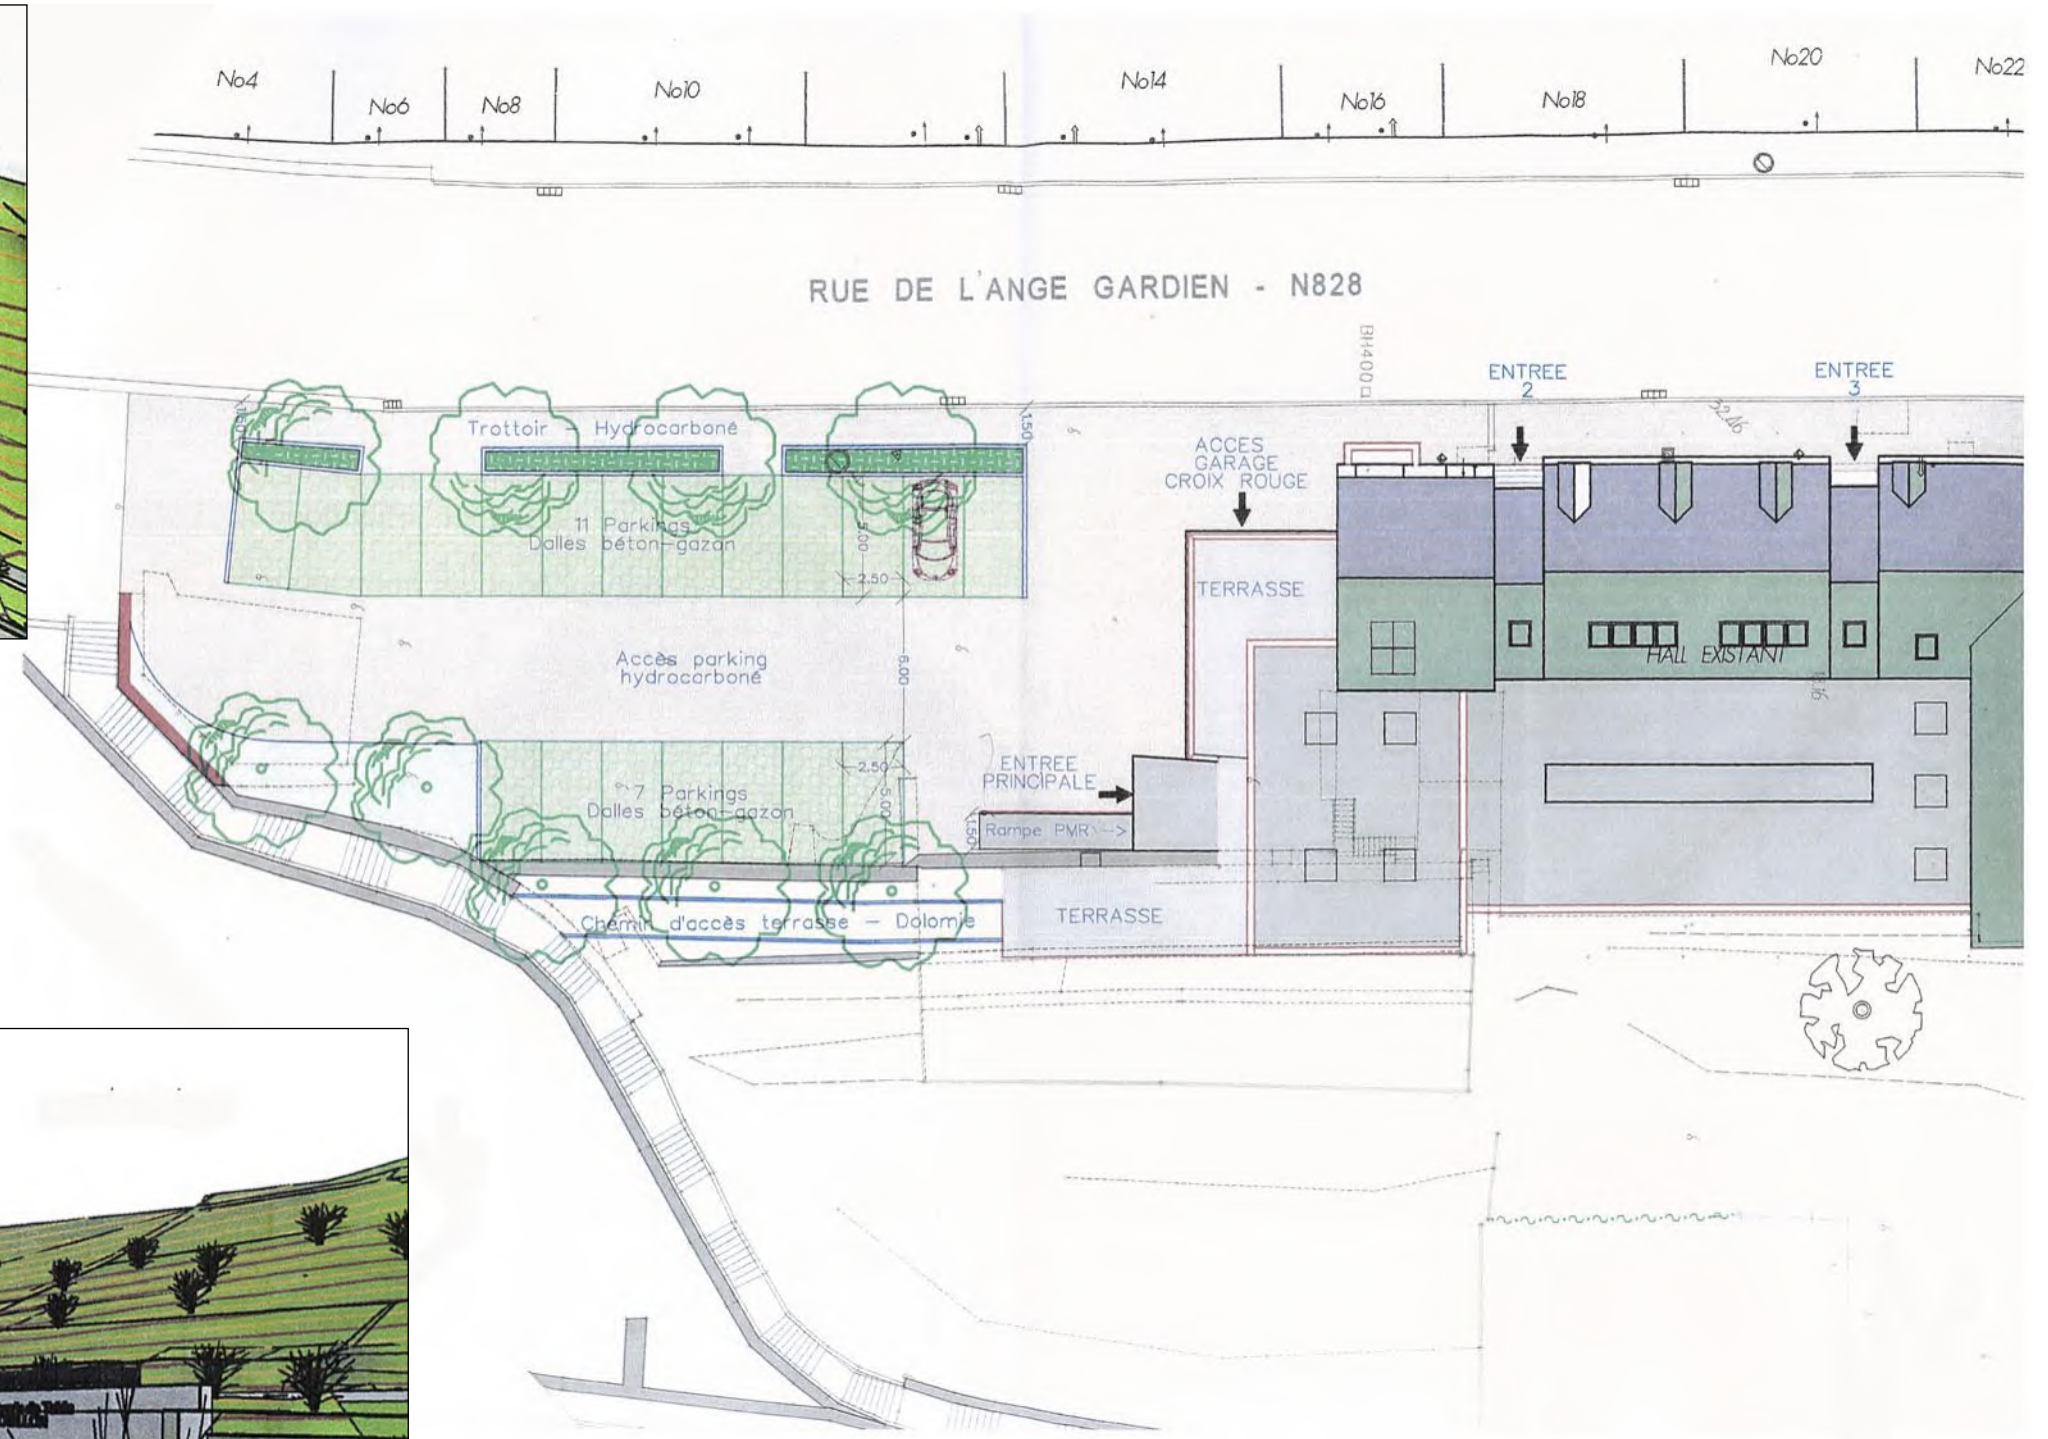 No4
No6
No8
No10
No14
No16
No18
No20
No22
RUE DE L'ANGE GARDIEN - N828
BH400
ENTREE
2
ENTREE
3
3246
1.50
Trottoir - Hydrocarboné
1.50
ACCES
GARAGE
CROIX ROUGE
11 Parkings
Dalles béton-gazon
5.00
2.50
TERRASSE
Accès parking
hydrocarboné
6.00
HALL EXISTANT
ENTREE
PRINCIPALE
2.50
7 Parkings
Dalles béton-gazon
5.00
1.50
Rampe PMR -->
Chemin d'accès terrasse - Dolomie
TERRASSE